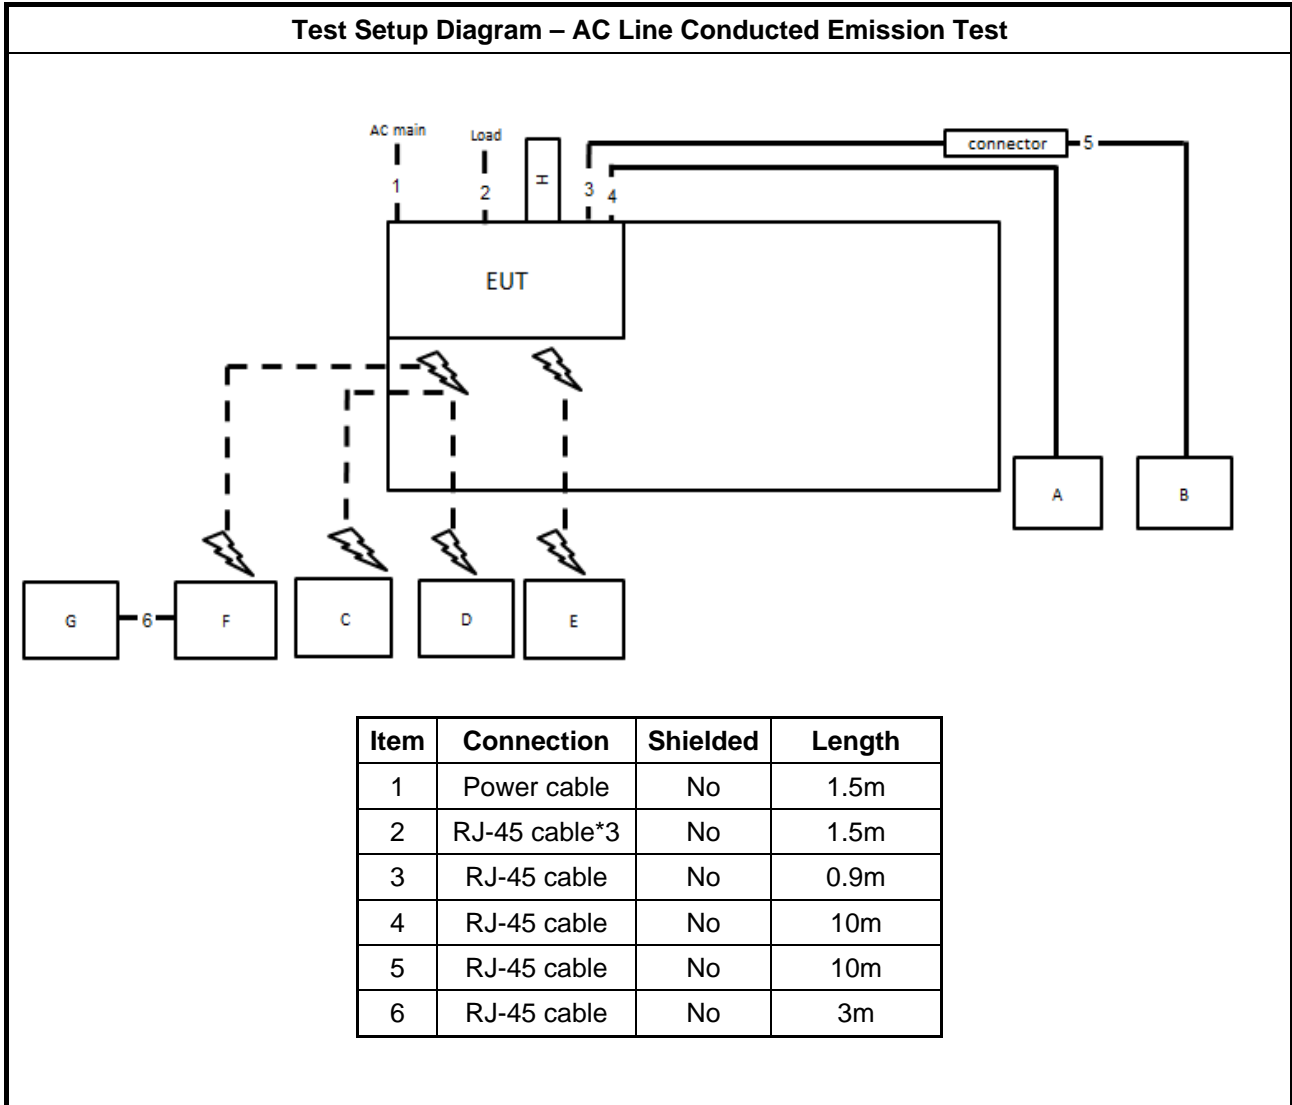 Test Setup Diagram – AC Line Conducted Emission Test
AC main
Load
connector
5
1
2
H
3
4
EUT
A
B
G
6
F
C
D
E
Item Connection Shielded Length
1 Power cable No 1.5m
2 RJ-45 cable*3 No 1.5m
3 RJ-45 cable No 0.9m
4 RJ-45 cable No 10m
5 RJ-45 cable No 10m
6 RJ-45 cable No 3m